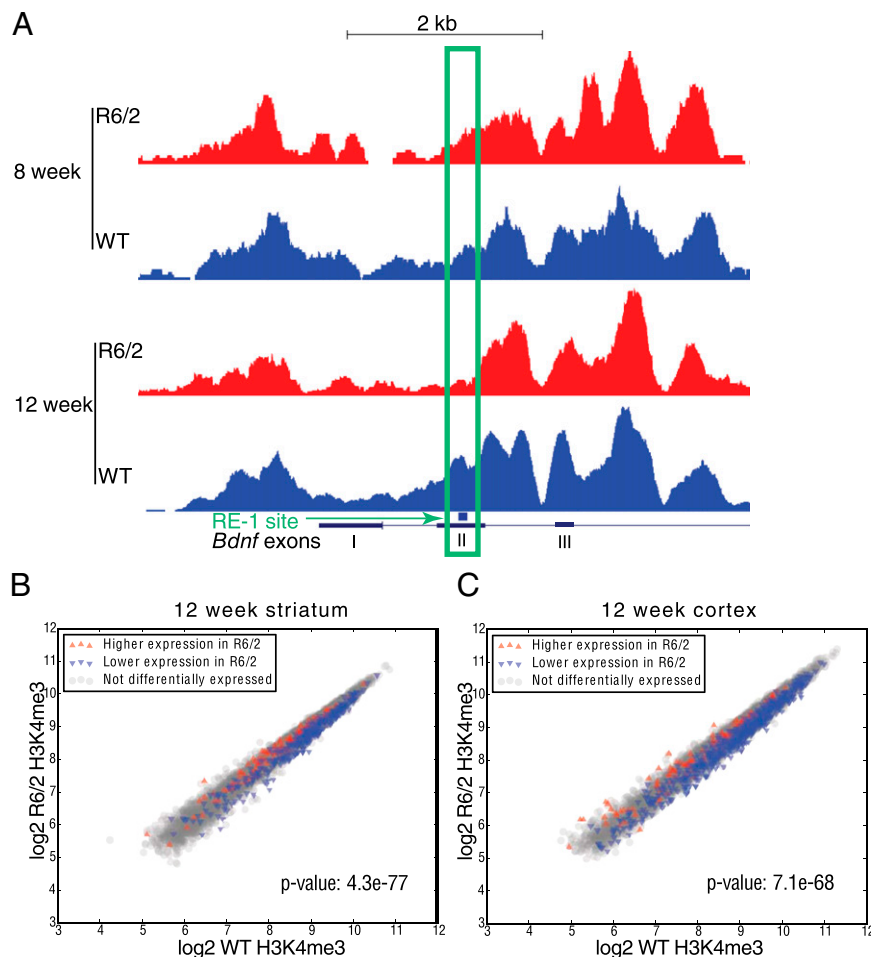 A
2 kb
R6/2
8 week
WT
R6/2
12 week
WT
RE-1 site
Bdnf exons
I
II
III
B
12 week striatum
12
11
10
9
8
7
6
5
4
3
log2 R6/2 H3K4me3
Higher expression in R6/2
Lower expression in R6/2
Not differentially expressed
p-value: 4.3e-77
3 4 5 6 7 8 9 10 11 12
log2 WT H3K4me3
C
12 week cortex
12
11
10
9
8
7
6
5
4
3
log2 R6/2 H3K4me3
Higher expression in R6/2
Lower expression in R6/2
Not differentially expressed
p-value: 7.1e-68
3 4 5 6 7 8 9 10 11 12
log2 WT H3K4me3